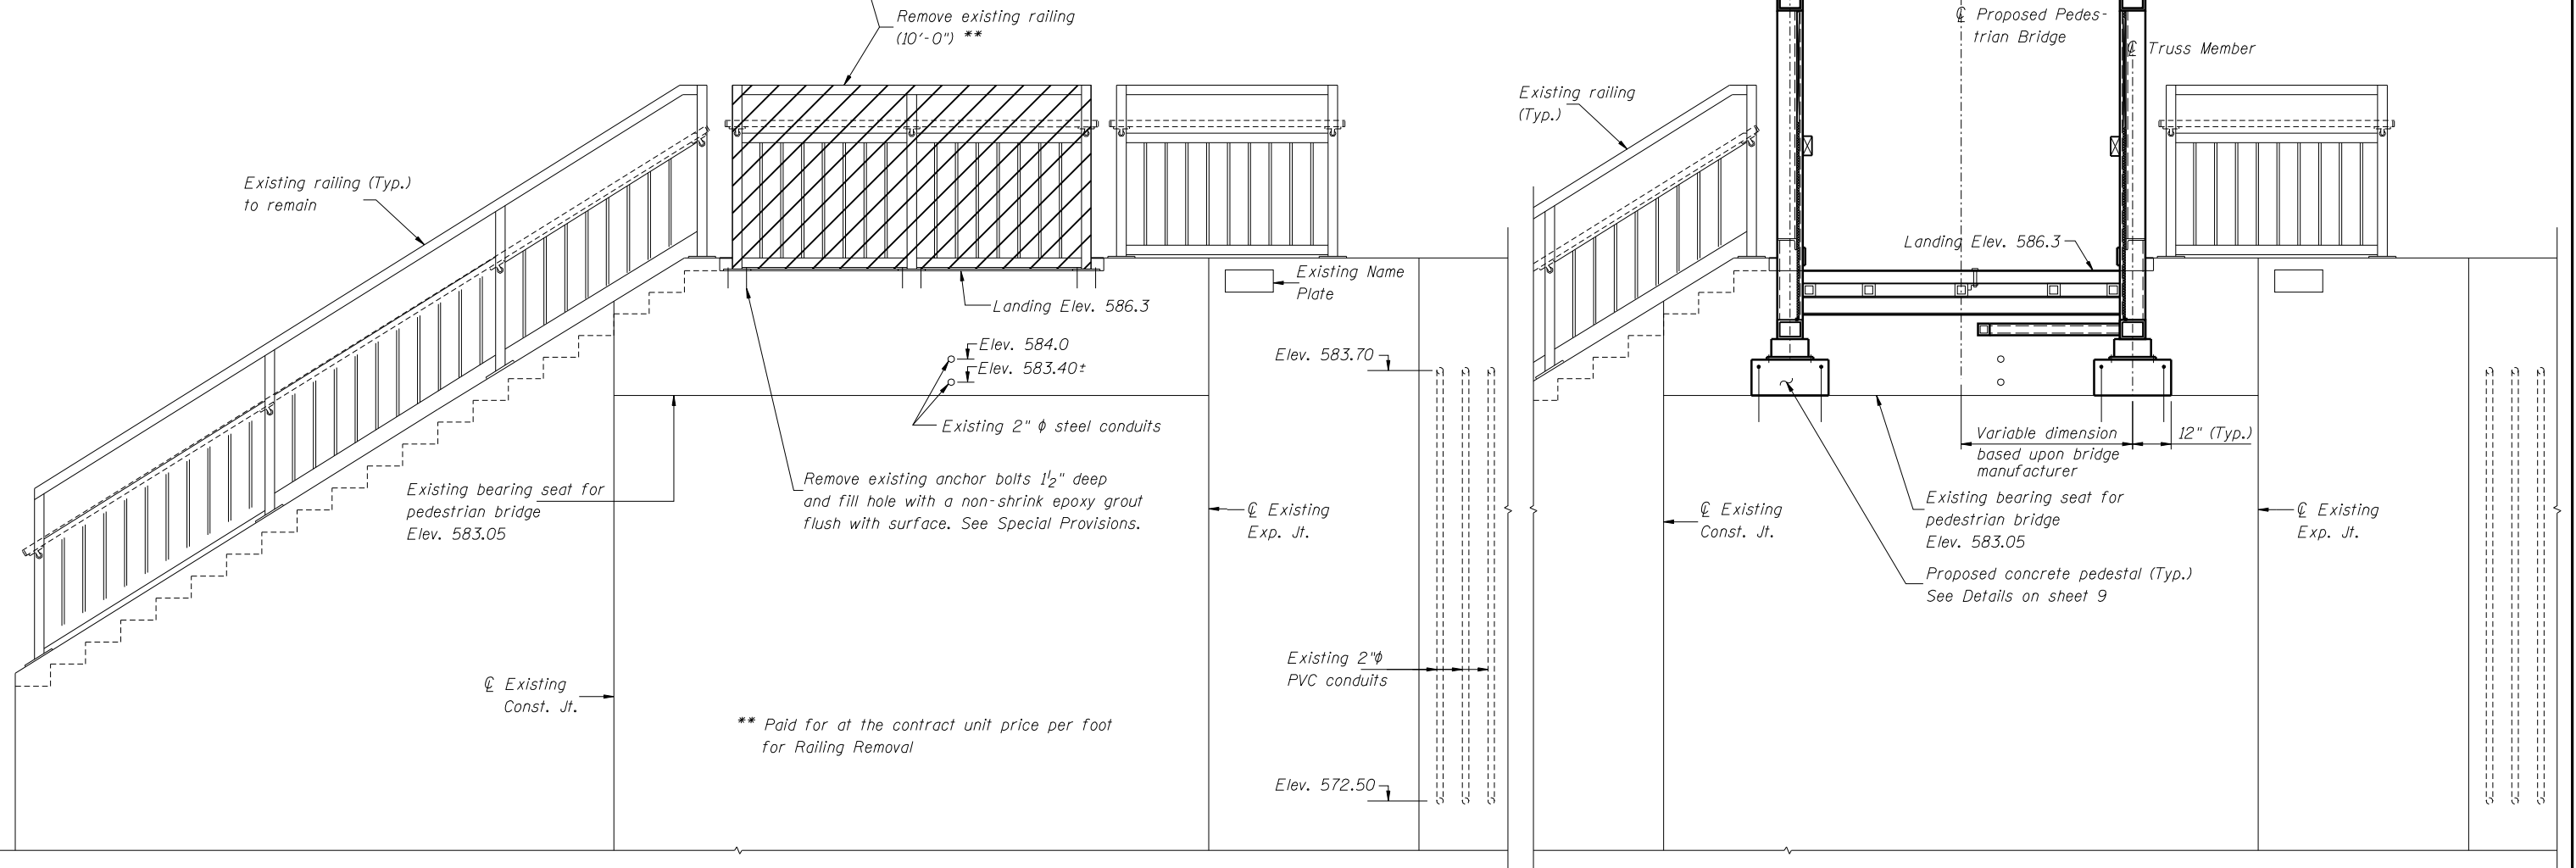 Remove existing railing
(10'-0") **
Existing railing (Typ.)
to remain
Landing Elev. 586.3
Existing Name
Plate
Elev. 584.0
Elev. 583.40±
Existing 2" ϕ steel conduits
Elev. 583.70
Existing bearing seat for
pedestrian bridge
Elev. 583.05
Remove existing anchor bolts 1½" deep
and fill hole with a non-shrink epoxy grout
flush with surface. See Special Provisions.
℄ Existing
Exp. Jt.
Existing 2"ϕ
PVC conduits
℄ Existing
Const. Jt.
** Paid for at the contract unit price per foot
for Railing Removal
Elev. 572.50
℄ Proposed Pedes-
trian Bridge
℄ Truss Member
Existing railing
(Typ.)
Landing Elev. 586.3
Variable dimension
based upon bridge
manufacturer
12" (Typ.)
Existing bearing seat for
pedestrian bridge
Elev. 583.05
℄ Existing
Const. Jt.
℄ Existing
Exp. Jt.
Proposed concrete pedestal (Typ.)
See Details on sheet 9